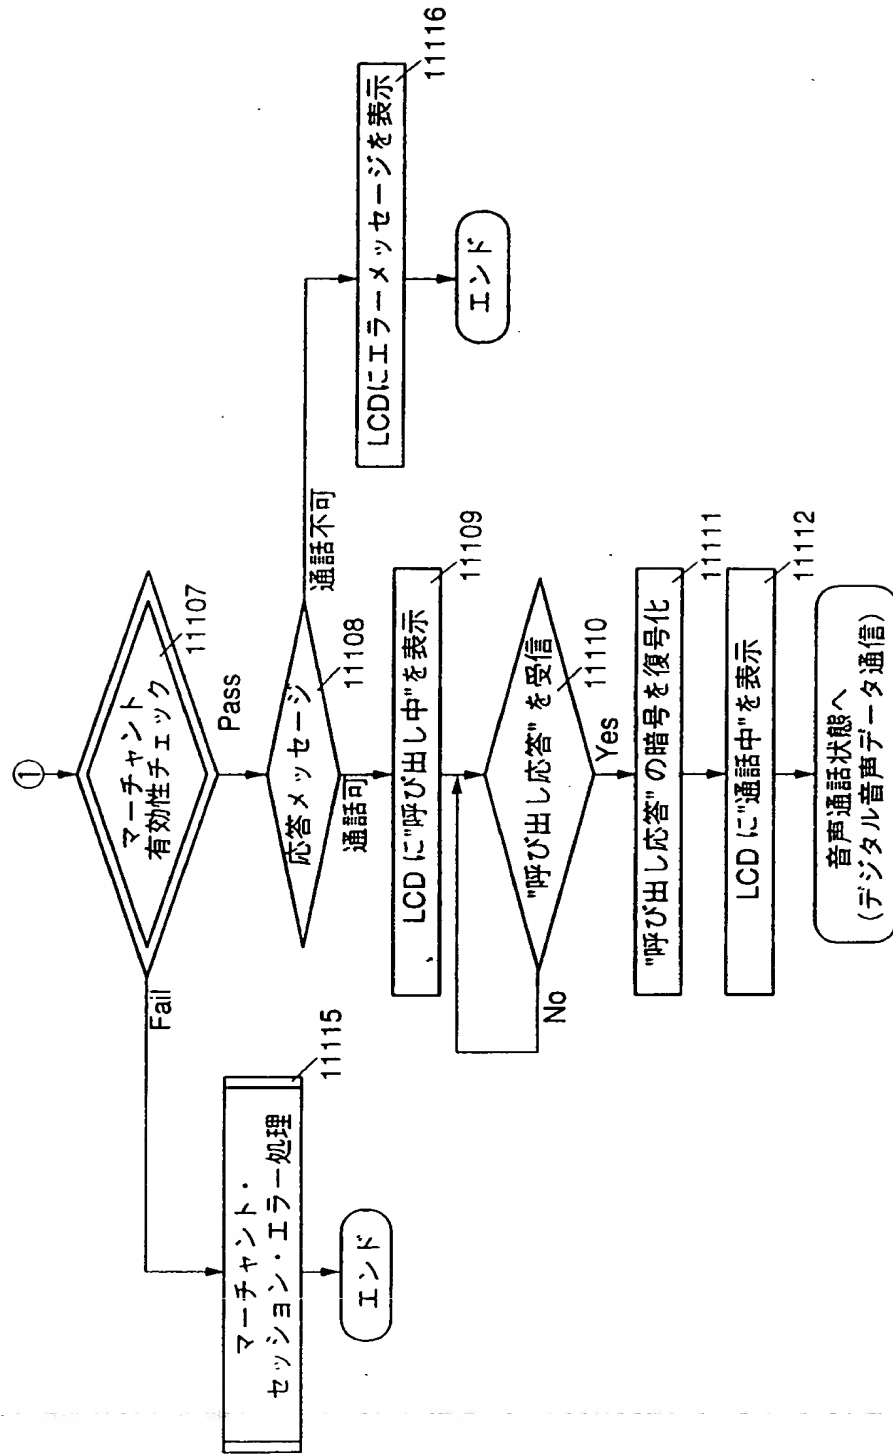 ①
マーチャント
有効性チェック
11107
Fail
Pass
マーチャント・
セッション・エラー処理
11115
エンド
応答メッセージ
11108
通話不可
通話可
LCDにエラーメッセージを表示
11116
エンド
LCDに"呼び出し中"を表示
11109
"呼び出し応答"を受信
11110
No
Yes
"呼び出し応答"の暗号を復号化
11111
LCDに"通話中"を表示
11112
音声通話状態へ
(デジタル音声データ通信)